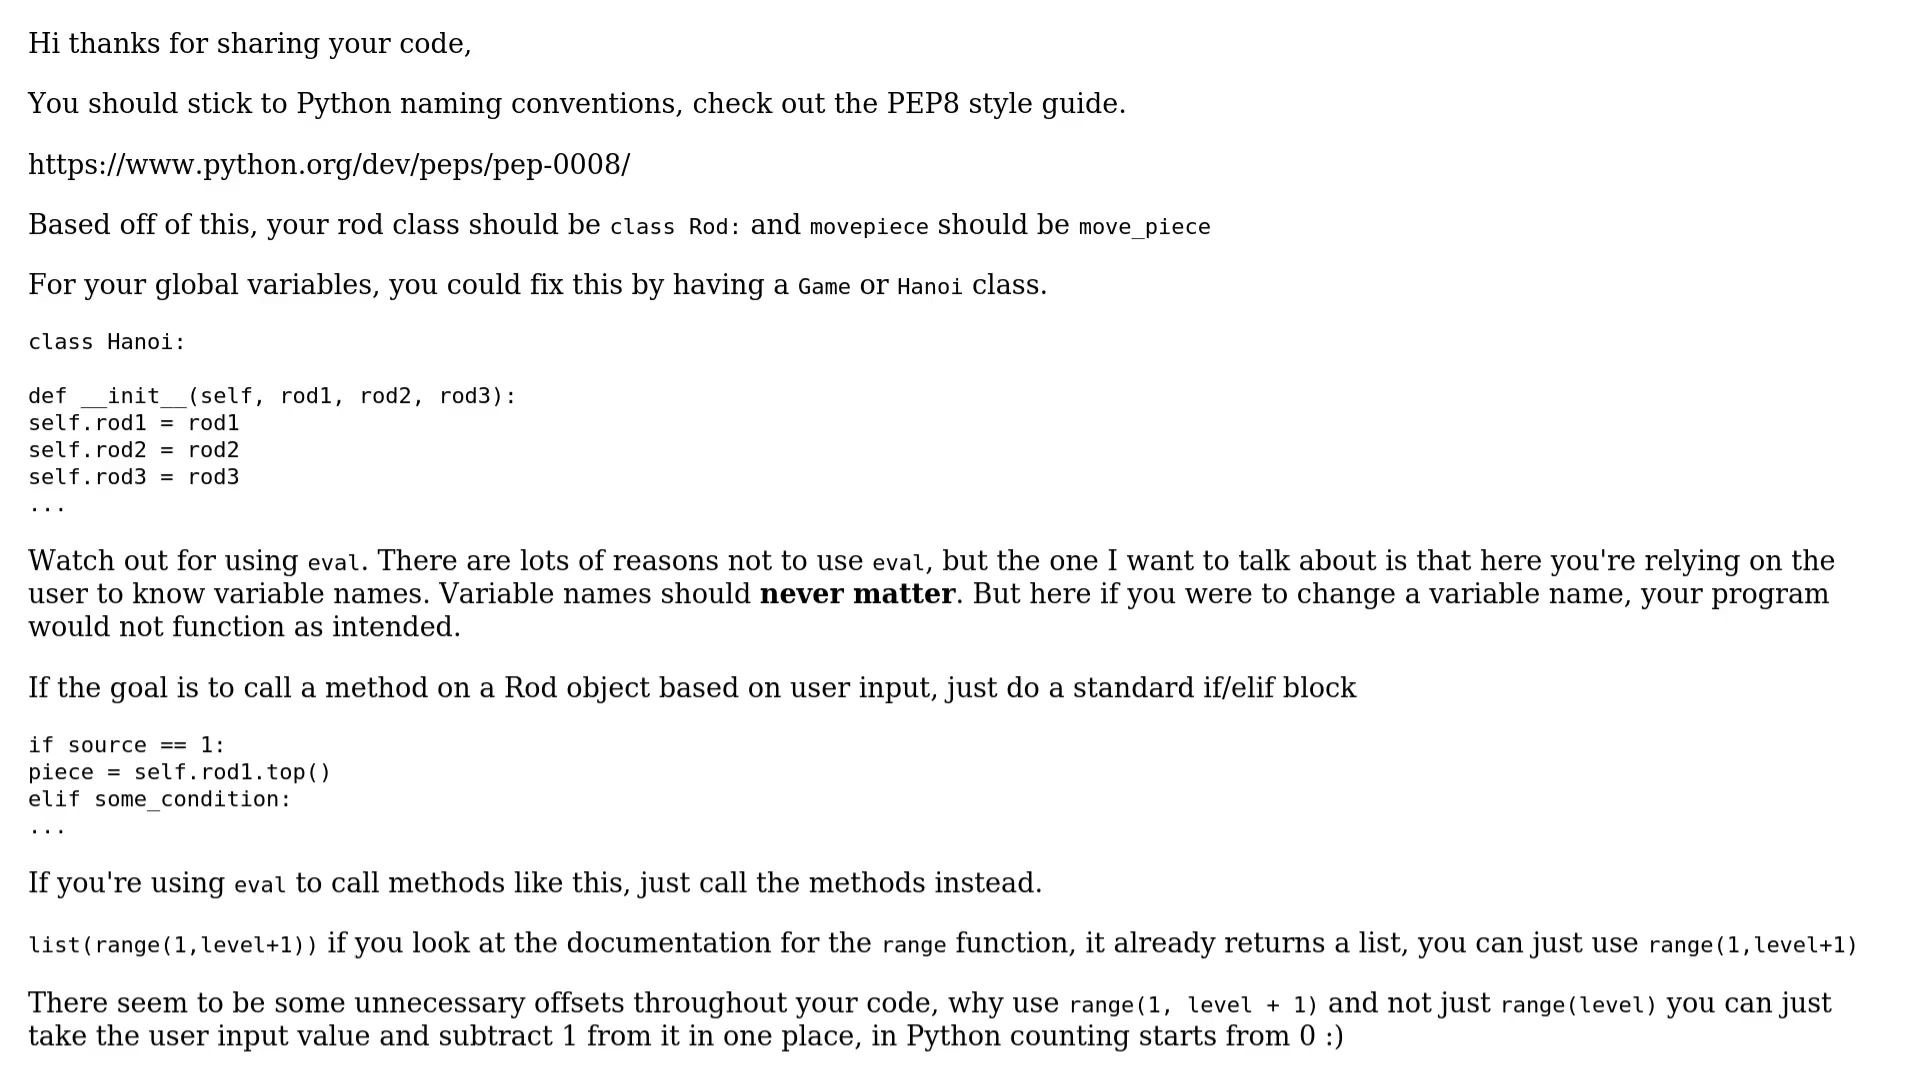 Hi thanks for sharing your code,
You should stick to Python naming conventions, check out the PEP8 style guide.
https://www.python.org/dev/peps/pep-0008/
Based off of this, your rod class should be class Rod: and movepiece should be move_piece
For your global variables, you could fix this by having a Game or Hanoi class.
class Hanoi:
def __init__(self, rod1, rod2, rod3):
self.rod1 = rod1
self.rod2 = rod2
self.rod3 = rod3
...
Watch out for using eval. There are lots of reasons not to use eval, but the one I want to talk about is that here you're relying on the
user to know variable names. Variable names should never matter. But here if you were to change a variable name, your program
would not function as intended.
If the goal is to call a method on a Rod object based on user input, just do a standard if/elif block
if source == 1:
piece = self.rod1.top()
elif some_condition:
...
If you're using eval to call methods like this, just call the methods instead.
list(range(1,level+1)) if you look at the documentation for the range function, it already returns a list, you can just use range(1,level+1)
There seem to be some unnecessary offsets throughout your code, why use range(1, level + 1) and not just range(level) you can just
take the user input value and subtract 1 from it in one place, in Python counting starts from 0 :)